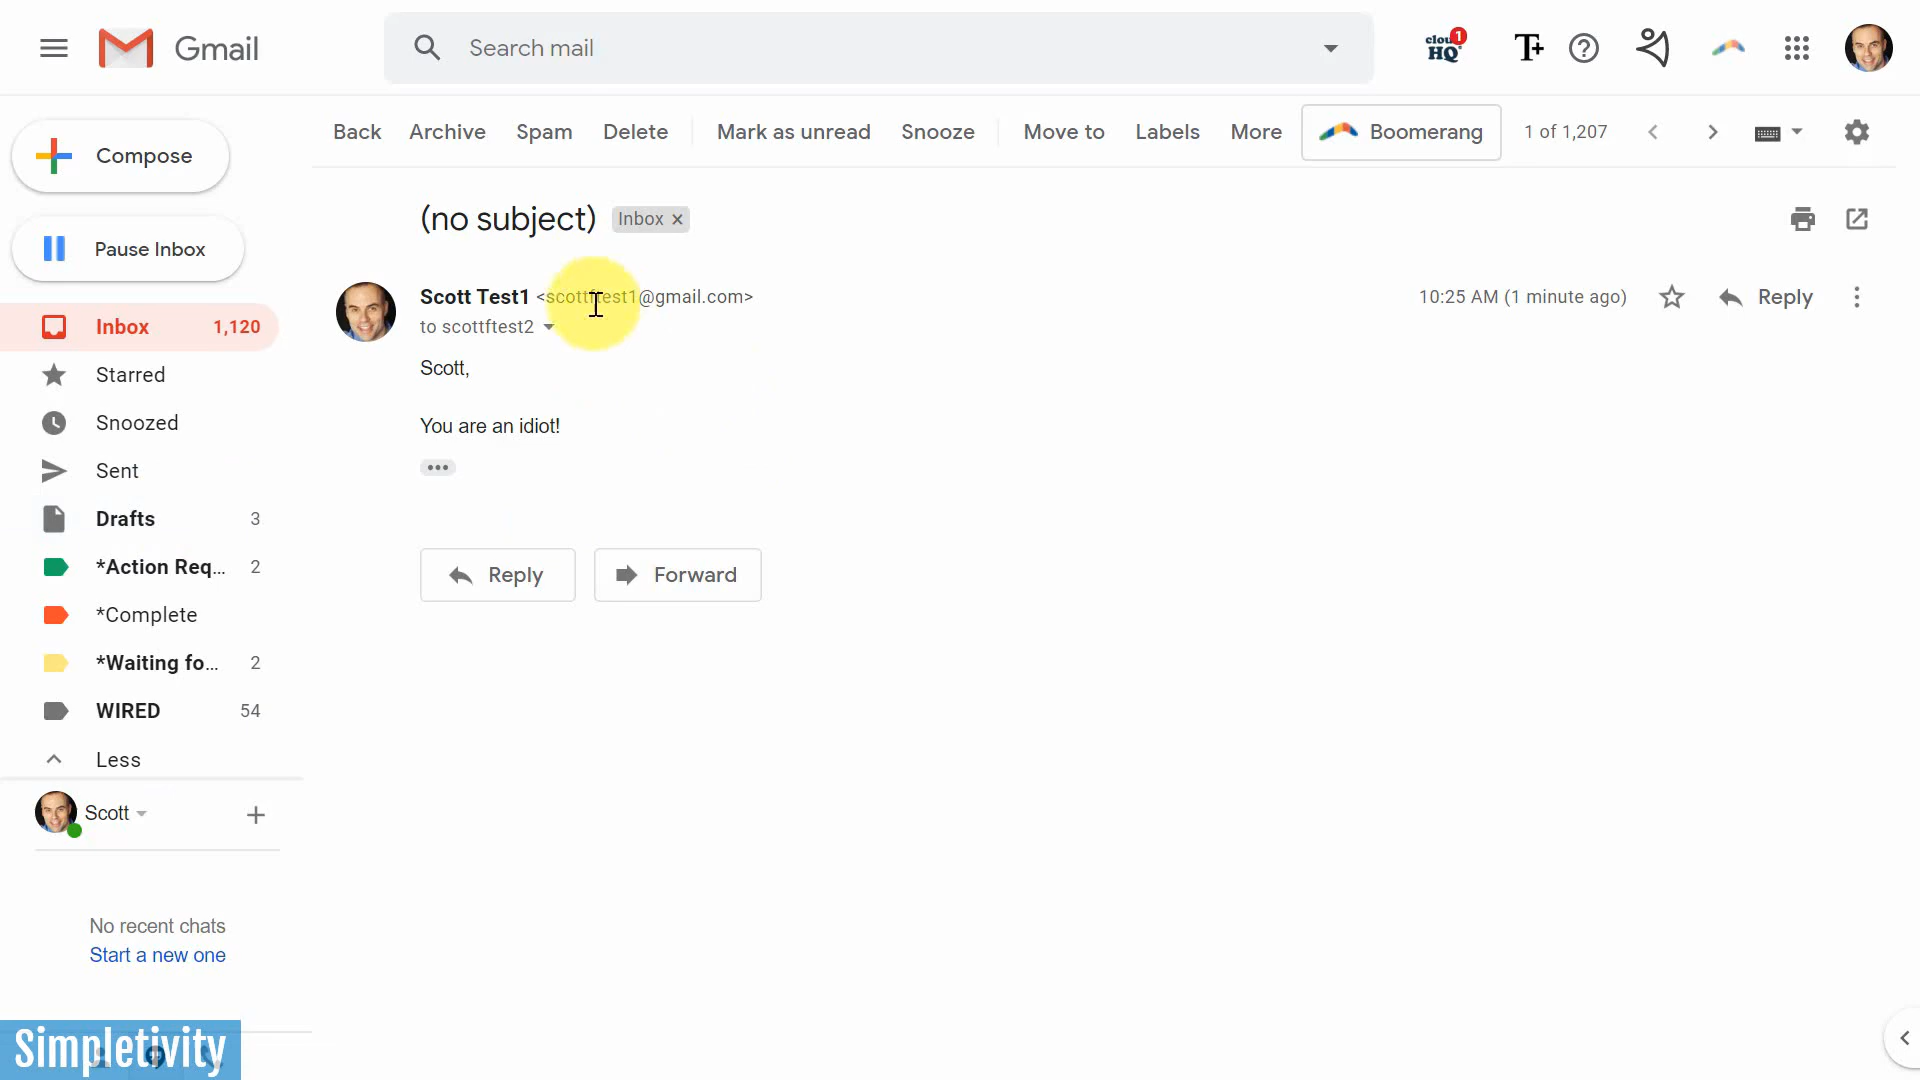 Gmail
Search mail
cloudHQ 1
T+
Back Archive Spam Delete Mark as unread Snooze Move to Labels More Boomerang 1 of 1,207
Compose
Pause Inbox
Inbox 1,120
Starred
Snoozed
Sent
Drafts 3
*Action Req... 2
*Complete
*Waiting fo... 2
WIRED 54
Less
Scott
No recent chats
Start a new one
(no subject) Inbox x
Scott Test1 <scottftest1@gmail.com> 10:25 AM (1 minute ago) Reply
to scottftest2
Scott,
You are an idiot!
Reply Forward
Simpletivity